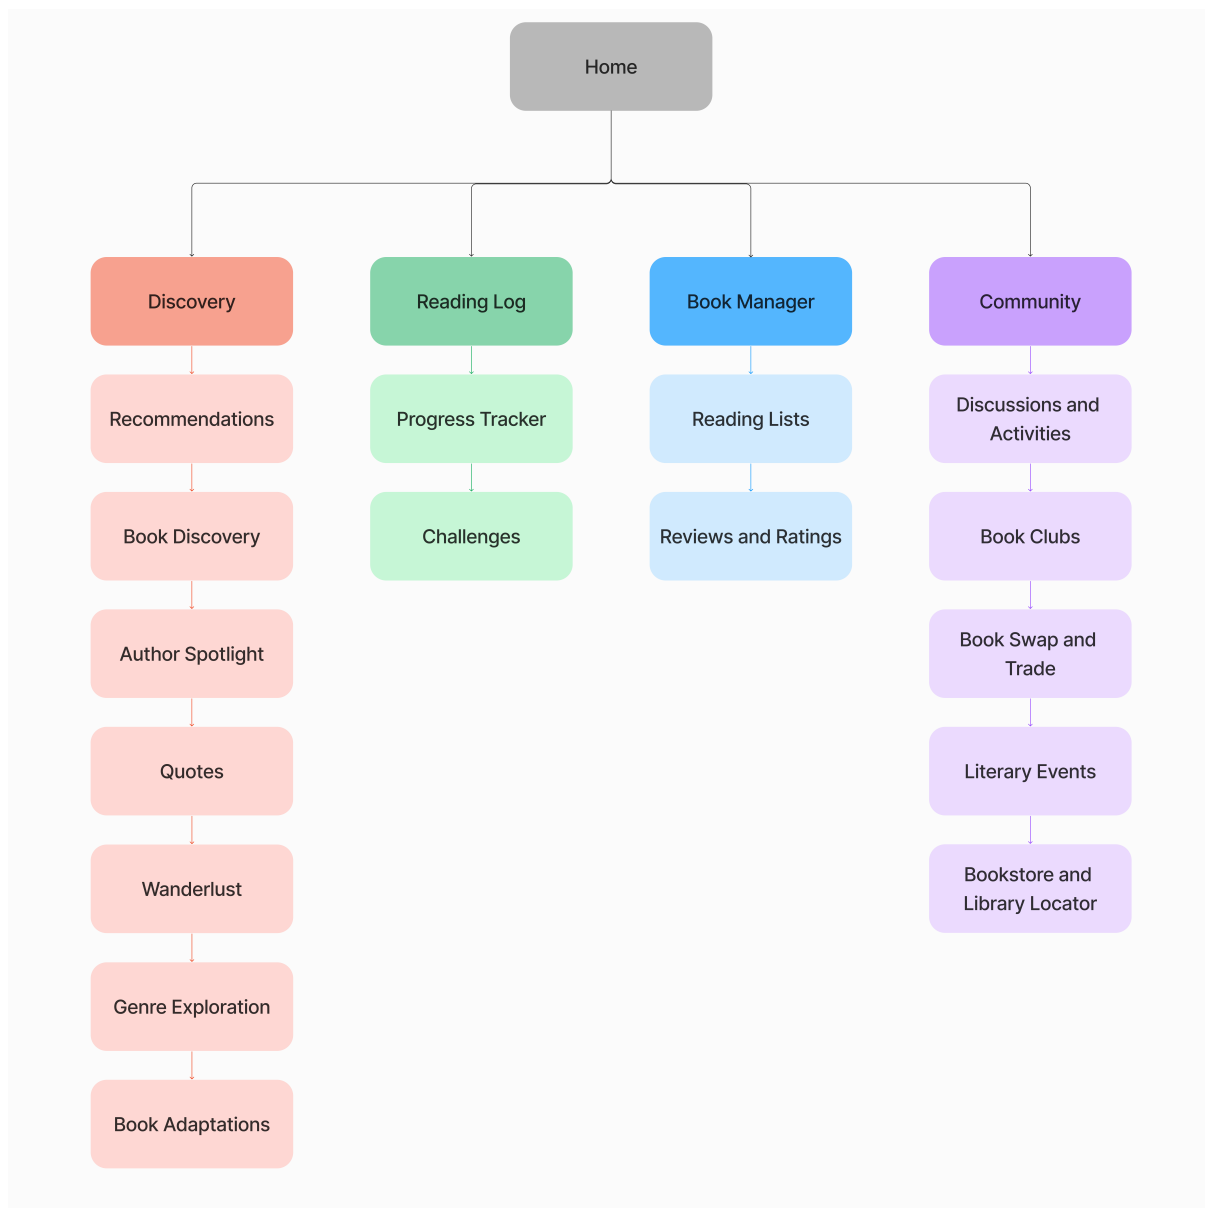 Home
Discovery
Reading Log
Book Manager
Community
Recommendations
Progress Tracker
Reading Lists
Discussions and
Activities
Book Discovery
Challenges
Reviews and Ratings
Book Clubs
Author Spotlight
Book Swap and
Trade
Quotes
Literary Events
Wanderlust
Bookstore and
Library Locator
Genre Exploration
Book Adaptations